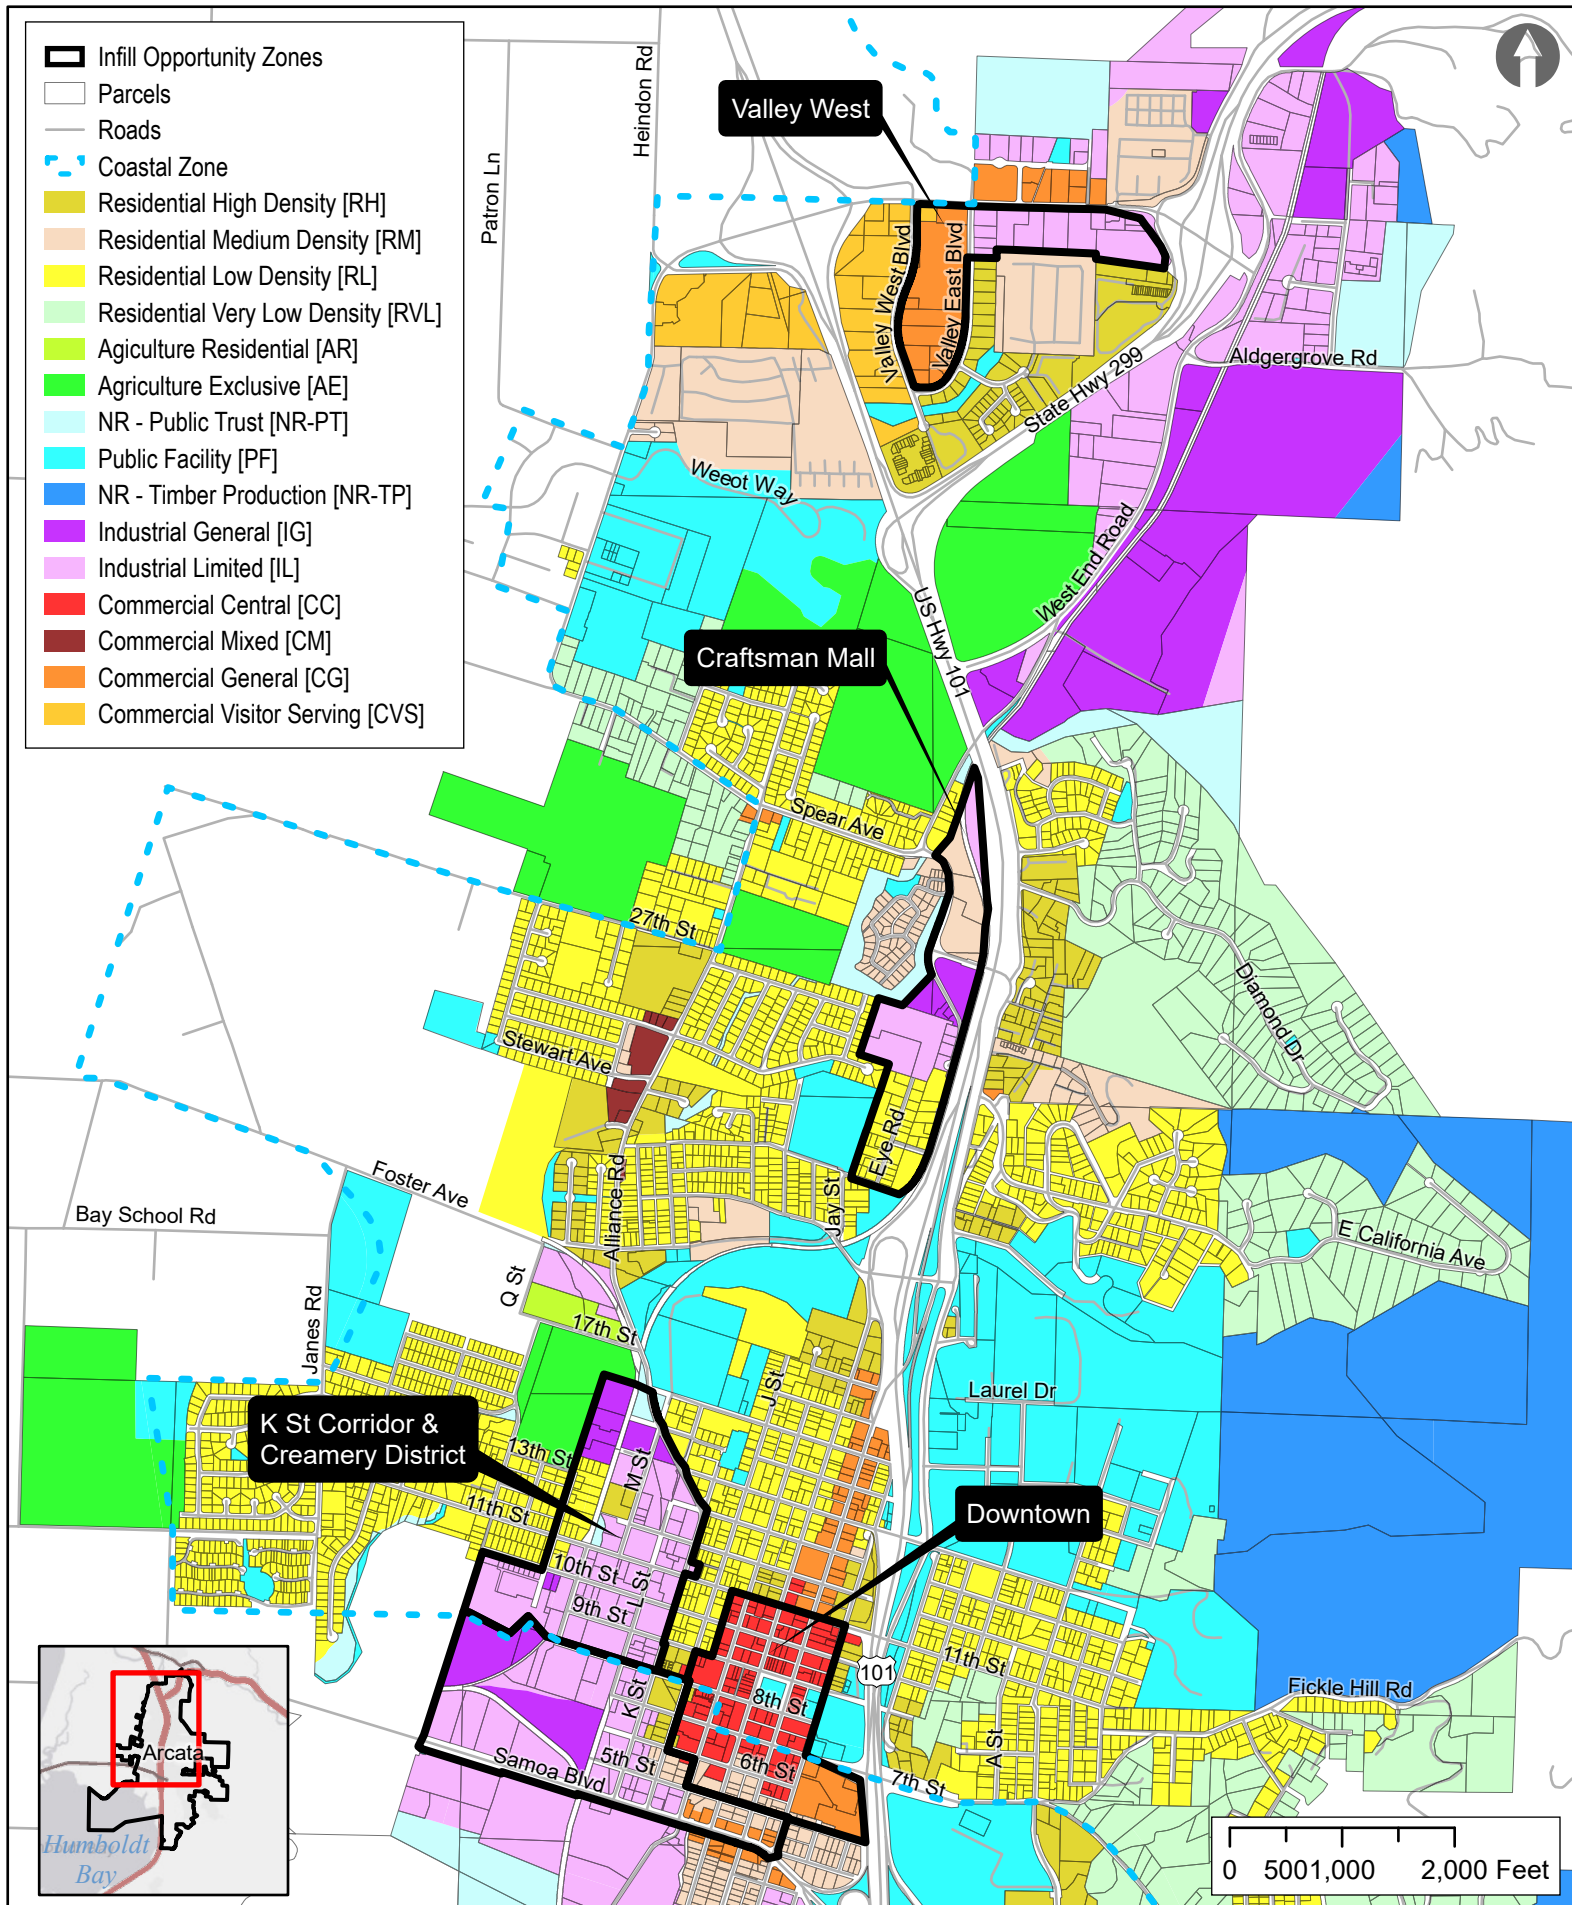 Infill Opportunity Zones
Parcels
Roads
Coastal Zone
Residential High Density [RH]
Residential Medium Density [RM]
Residential Low Density [RL]
Residential Very Low Density [RVL]
Agiculture Residential [AR]
Agriculture Exclusive [AE]
NR - Public Trust [NR-PT]
Public Facility [PF]
NR - Timber Production [NR-TP]
Industrial General [IG]
Industrial Limited [IL]
Commercial Central [CC]
Commercial Mixed [CM]
Commercial General [CG]
Commercial Visitor Serving [CVS]
Heindon Rd
Patron Ln
Valley West
Valley West Blvd
Valley East Blvd
State Hwy 299
Aldgergrove Rd
Weeot Way
West End Road
US Hwy 101
Craftsman Mall
Spear Ave
27th St
Diamond Dr
Stewart Ave
Eye Rd
Foster Ave
Alliance Rd
Jay St
Bay School Rd
E California Ave
Q St
Janes Rd
17th St
J St
Laurel Dr
K St Corridor &
Creamery District
13th St
M St
11th St
Downtown
10th St
L St
9th St
11th St
101
8th St
K St
Fickle Hill Rd
A St
5th St
6th St
7th St
Samoa Blvd
Arcata
Humboldt
Bay
0 500 1,000 2,000 Feet